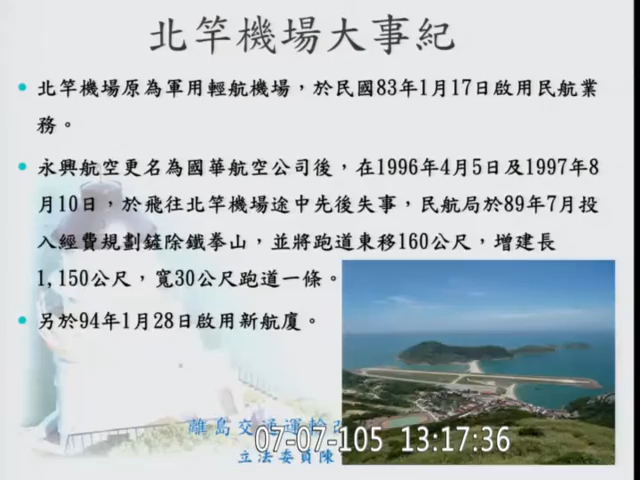 北竿機場大事紀
北竿機場原為軍用輕航機場，於民國83年1月17日啟用民航業
務。
永興航空更名為國華航空公司後，在1996年4月5日及1997年8
月10日，於飛往北竿機場途中先後失事，民航局於89年7月投
入經費規劃鏟除鐵拳山，並將跑道東移160公尺，增建長
1,150公尺，寬30公尺跑道一條。
另於94年1月28日啟用新航廈。
離島交通運輸
07-07-105 13:17:36
立法委員陳